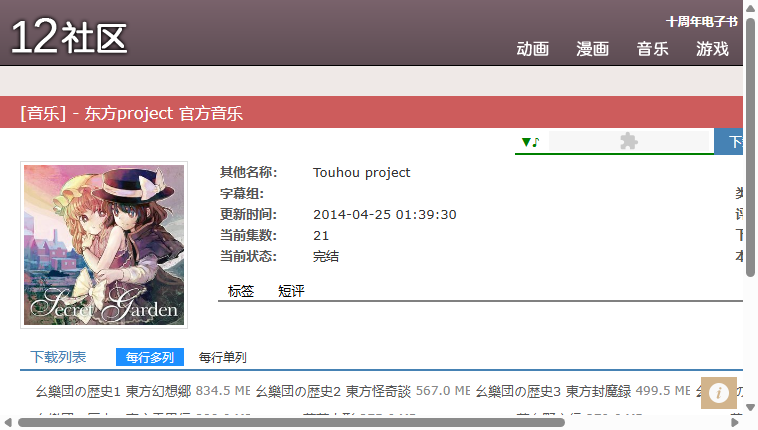 12社区
十周年电子书
动画 漫画 音乐 游戏
[音乐] - 东方project 官方音乐
▼♪
其他名称： Touhou project
字幕组：
更新时间： 2014-04-25 01:39:30
当前集数： 21
当前状态： 完结
标签 短评
Secret Garden
下载列表 每行多列 每行单列
幺樂団の歴史1 東方幻想郷 834.5 MB 幺樂団の歴史2 東方怪奇談 567.0 MB 幺樂団の歴史3 東方封魔録 499.5 MB